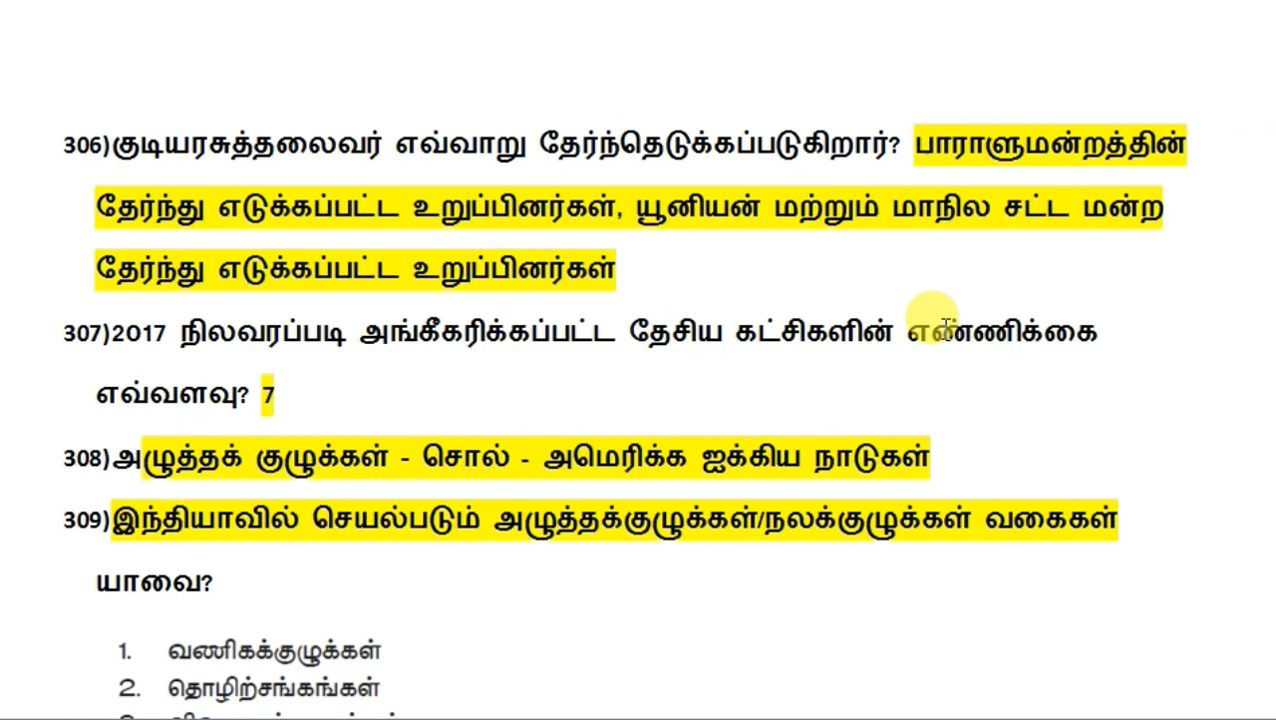 306)குடியரசுத்தலைவர் எவ்வாறு தேர்ந்தெடுக்கப்படுகிறார்? பாராளுமன்றத்தின்
தேர்ந்து எடுக்கப்பட்ட உறுப்பினர்கள், யூனியன் மற்றும் மாநில சட்ட மன்ற
தேர்ந்து எடுக்கப்பட்ட உறுப்பினர்கள்
307)2017 நிலவரப்படி அங்கீகரிக்கப்பட்ட தேசிய கட்சிகளின் எண்ணிக்கை
எவ்வளவு? 7
308)அழுத்தக் குழுக்கள் - சொல் - அமெரிக்க ஐக்கிய நாடுகள்
309)இந்தியாவில் செயல்படும் அழுத்தக்குழுக்கள்/நலக்குழுக்கள் வகைகள்
யாவை?
1. வணிகக்குழுக்கள்
2. தொழிற்சங்கங்கள்